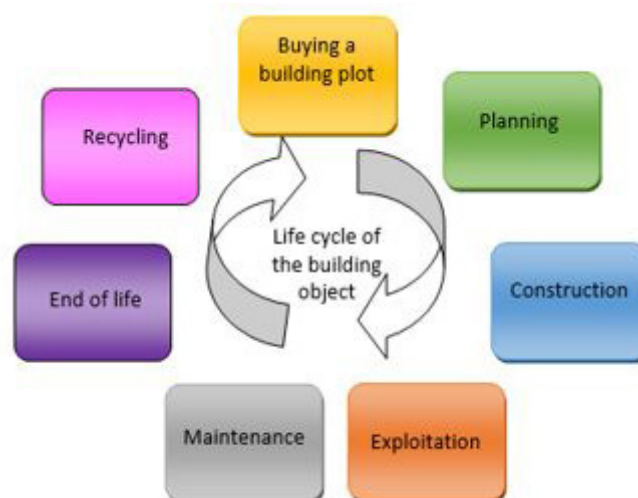 Buying a
building plot
Planning
Construction
Exploitation
Maintenance
End of life
Recycling
Life cycle of
the building
object